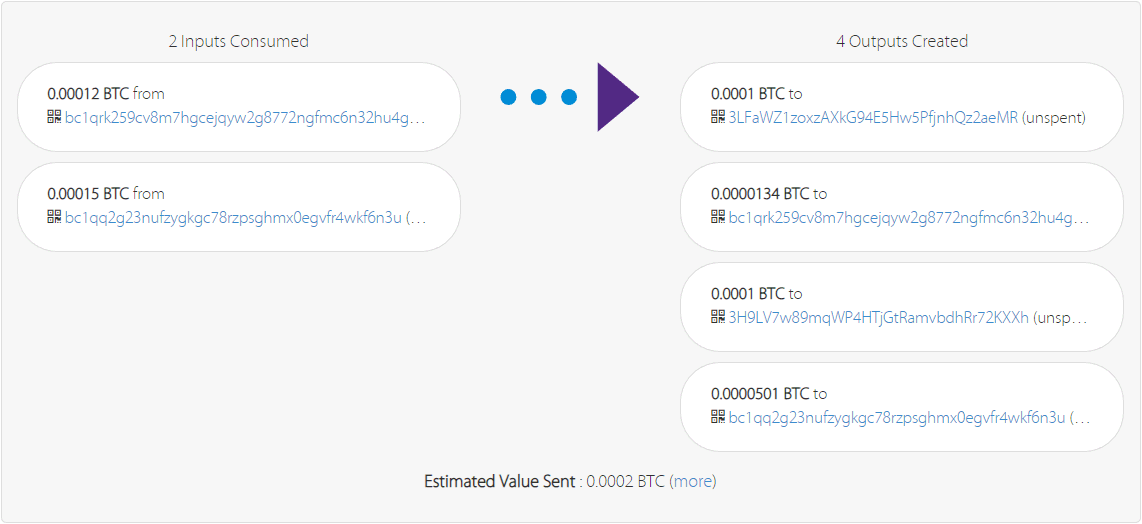 2 Inputs Consumed
0.00012 BTC from
bc1qrk259cv8m7hgcejqyw2g8772ngfmc6n32hu4g…
0.00015 BTC from
bc1qq2g23nufzygkgc78rzpsghmx0egvfr4wkf6n3u (…
4 Outputs Created
0.0001 BTC to
3LFaWZ1zoxzAXkG94E5Hw5PfjnhQz2aeMR (unspent)
0.0000134 BTC to
bc1qrk259cv8m7hgcejqyw2g8772ngfmc6n32hu4g…
0.0001 BTC to
3H9LV7w89mqWP4HTjGtRamvbdhRr72KXXh (unsp…
0.0000501 BTC to
bc1qq2g23nufzygkgc78rzpsghmx0egvfr4wkf6n3u (…
Estimated Value Sent : 0.0002 BTC (more)